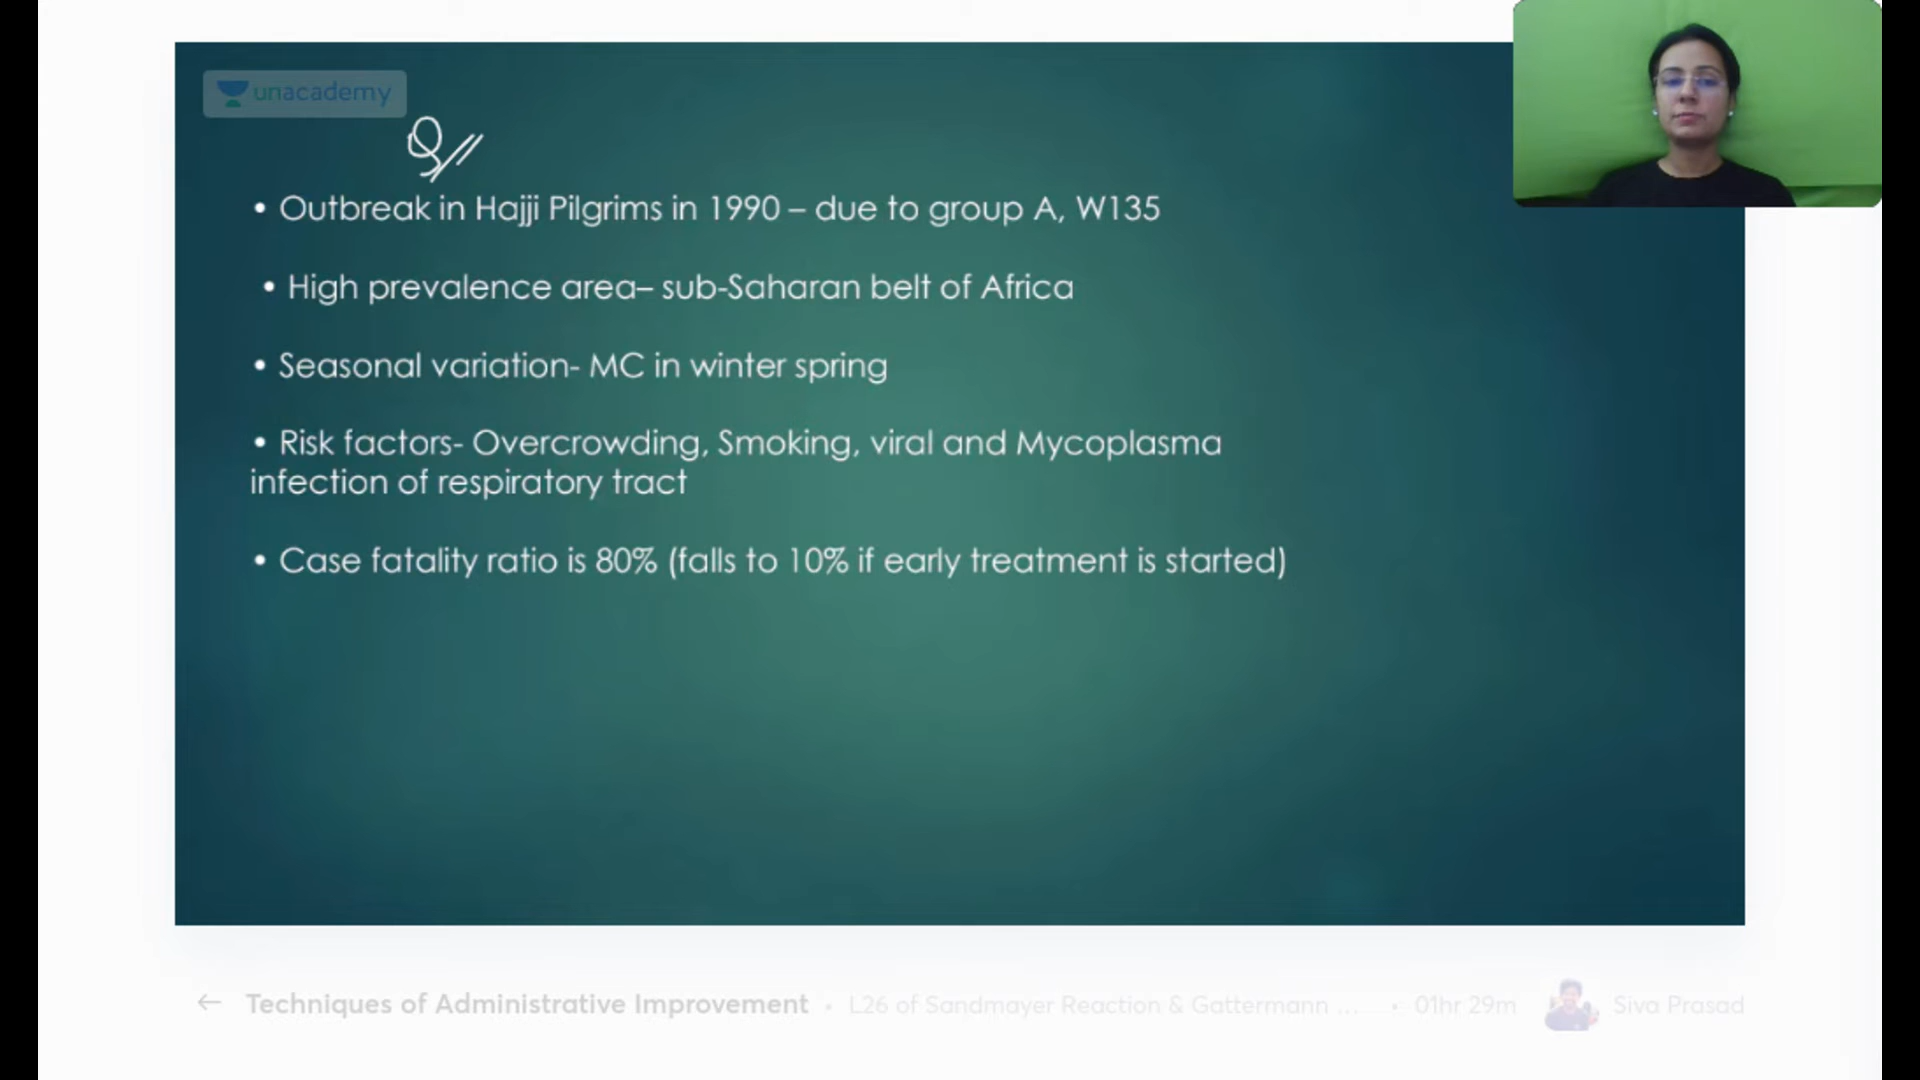 unacademy
Q//
• Outbreak in Hajji Pilgrims in 1990 – due to group A, W135
• High prevalence area– sub-Saharan belt of Africa
• Seasonal variation- MC in winter spring
• Risk factors- Overcrowding, Smoking, viral and Mycoplasma
infection of respiratory tract
• Case fatality ratio is 80% (falls to 10% if early treatment is started)
← Techniques of Administrative Improvement • L26 of Sandmayer Reaction & Gattermann ... • 01hr 29m Siva Prasad